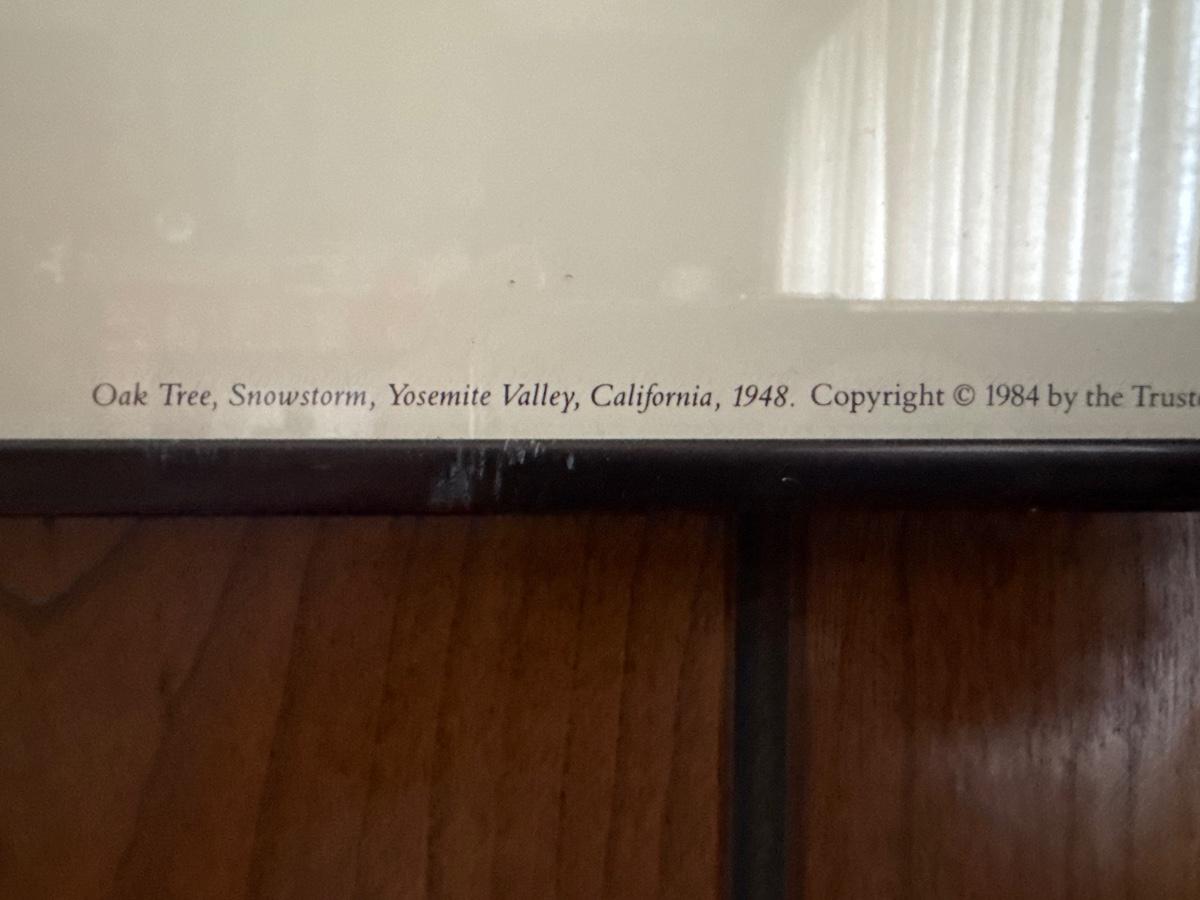 Oak Tree, Snowstorm, Yosemite Valley, California, 1948. Copyright © 1984 by the